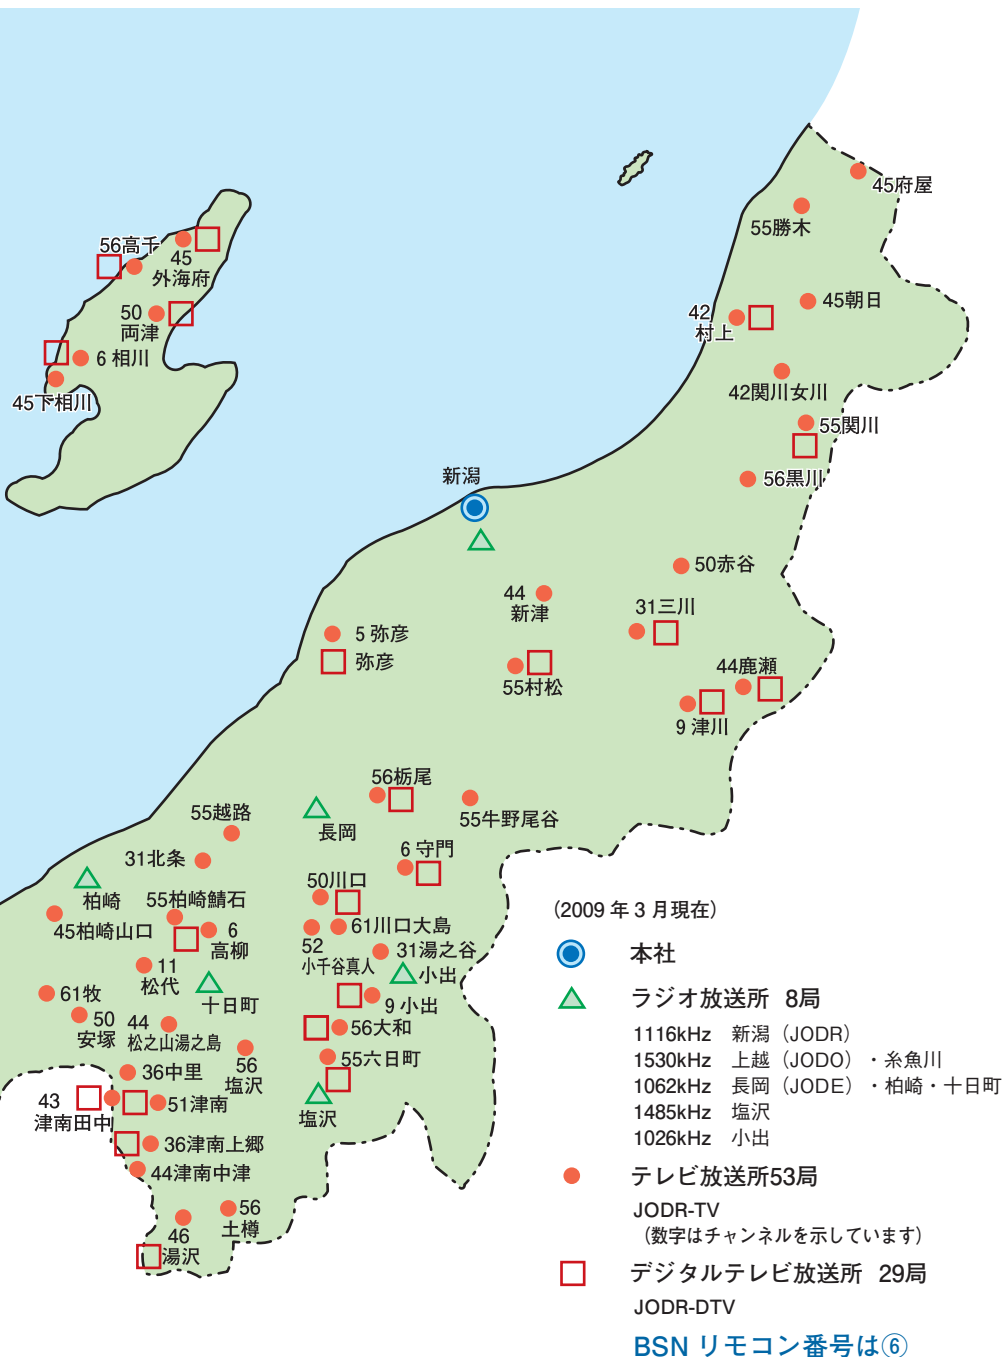 45府屋
55勝木
56高千
45
外海府
50
両津
6 相川
45下相川
45朝日
42
村上
42関川女川
55関川
56黒川
新潟
50赤谷
44
新津
31三川
5 弥彦
弥彦
55村松
44鹿瀬
9 津川
56栃尾
長岡
55牛野尾谷
55越路
31北条
6 守門
柏崎
50川口
55柏崎鯖石
45柏崎山口
6
高柳
61川口大島
52
小千谷真人
31湯之谷
小出
11
松代
十日町
9 小出
61牧
50
安塚
44
松之山湯之島
56大和
56
塩沢
55六日町
36中里
43
津南田中
51津南
塩沢
36津南上郷
44津南中津
56
土樽
46
湯沢
(2009 年 3 月現在)
本社
ラジオ放送所 8局
1116kHz 新潟（JODR）
1530kHz 上越（JODO）・糸魚川
1062kHz 長岡（JODE）・柏崎・十日町
1485kHz 塩沢
1026kHz 小出
テレビ放送所53局
JODR-TV
（数字はチャンネルを示しています）
デジタルテレビ放送所 29局
JODR-DTV
BSN リモコン番号は⑥